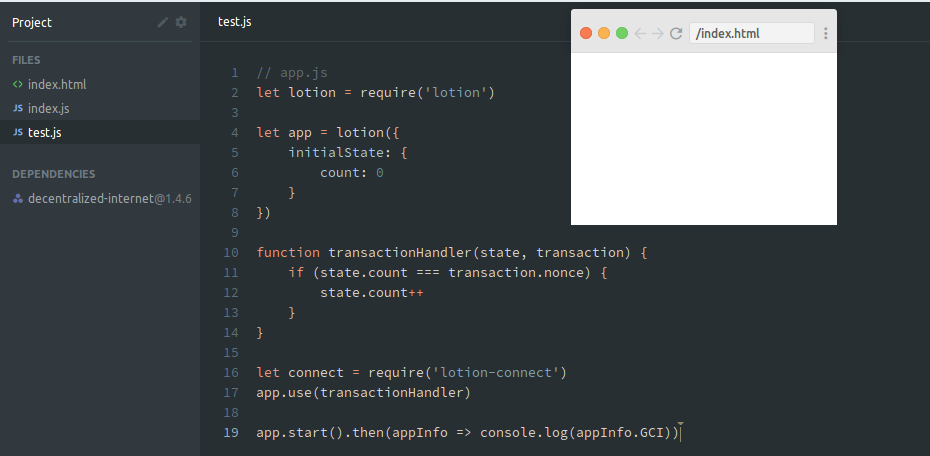 Project
FILES
index.html
JS index.js
JS test.js
DEPENDENCIES
decentralized-internet@1.4.6
test.js
/index.html
1 // app.js
2 let lotion = require('lotion')
3
4 let app = lotion({
5     initialState: {
6         count: 0
7     }
8 })
9
10 function transactionHandler(state, transaction) {
11     if (state.count === transaction.nonce) {
12         state.count++
13     }
14 }
15
16 let connect = require('lotion-connect')
17 app.use(transactionHandler)
18
19 app.start().then(appInfo => console.log(appInfo.GCI))